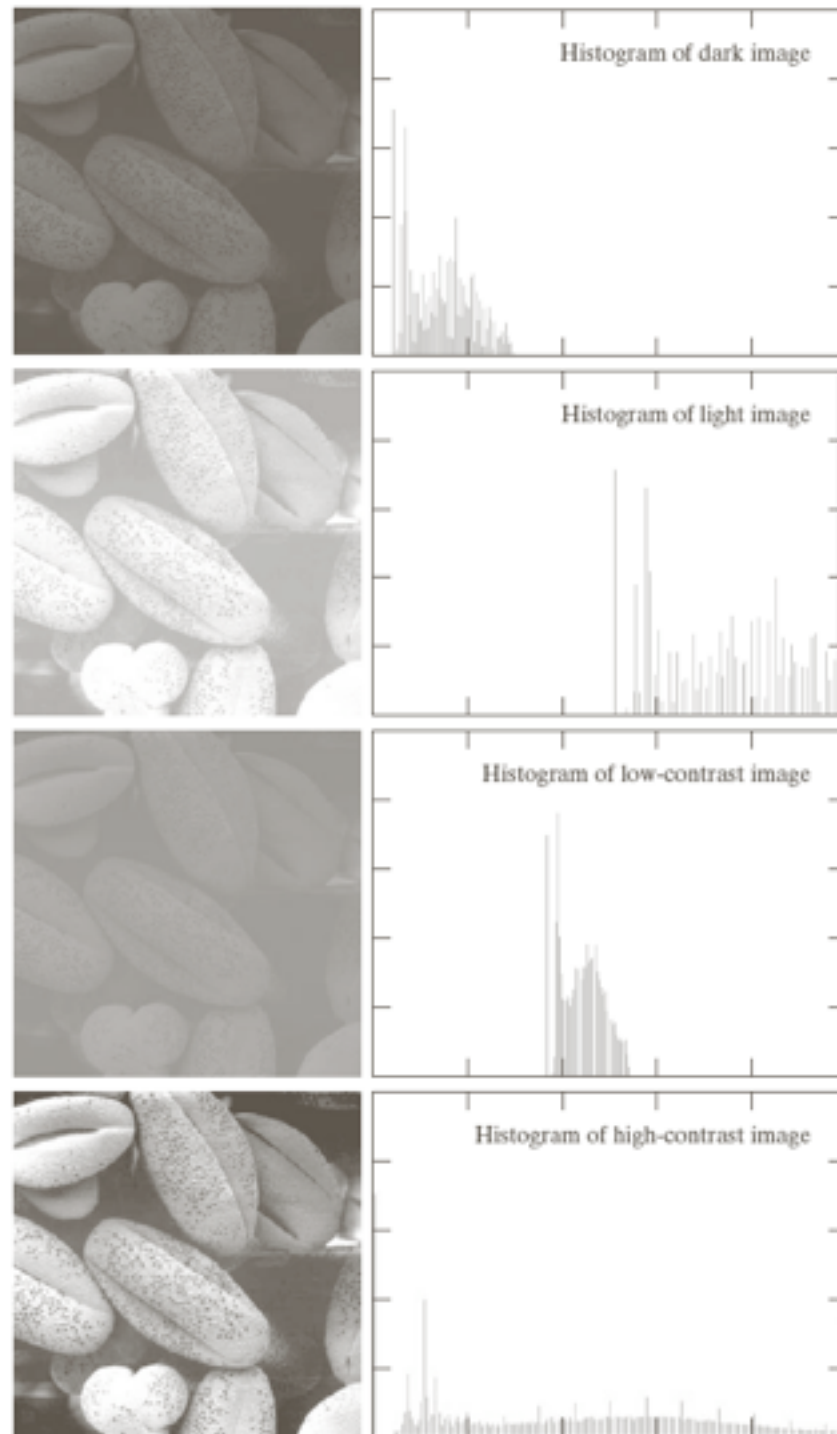 Histogram of dark image
Histogram of light image
Histogram of low-contrast image
Histogram of high-contrast image